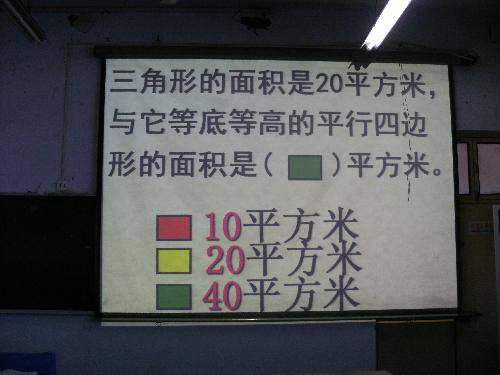 三角形的面积是20平方米，
与它等底等高的平行四边
形的面积是( )平方米。
10平方米
20平方米
40平方米